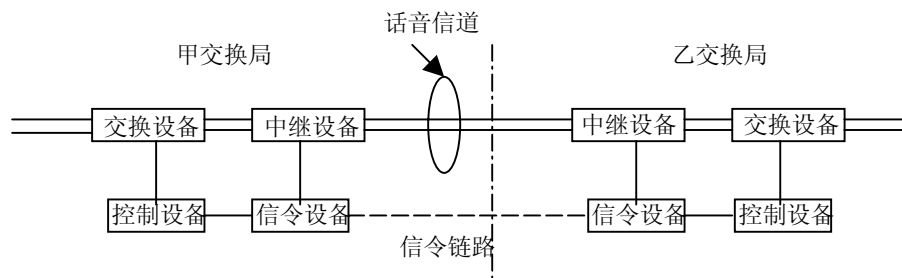 话音信道
甲交换局
乙交换局
交换设备
中继设备
中继设备
交换设备
控制设备
信令设备
信令设备
控制设备
信令链路